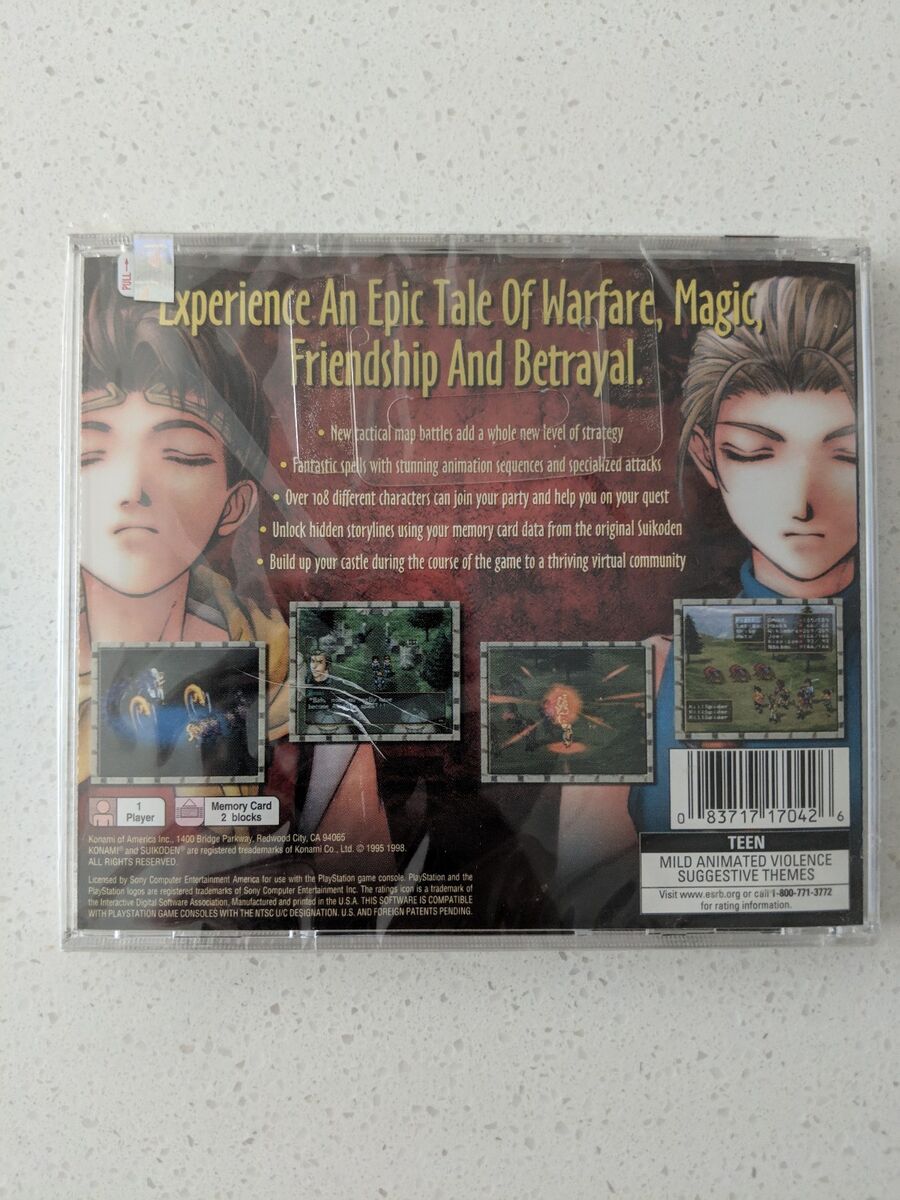 PULL→
Experience An Epic Tale Of Warfare, Magic,
Friendship And Betrayal.
• New tactical map battles add a whole new level of strategy
• Fantastic spells with stunning animation sequences and specialized attacks
• Over 108 different characters can join your party and help you on your quest
• Unlock hidden storylines using your memory card data from the original Suikoden
• Build up your castle during the course of the game to a thriving virtual community
1
Player
Memory Card
2 blocks
Konami of America Inc., 1400 Bridge Parkway, Redwood City, CA 94065
KONAMI® and SUIKODEN® are registered trademarks of Konami Co., Ltd. © 1995 1998.
ALL RIGHTS RESERVED.
Licensed by Sony Computer Entertainment America for use with the PlayStation game console. PlayStation and the
PlayStation logos are registered trademarks of Sony Computer Entertainment Inc. The ratings icon is a trademark of
the Interactive Digital Software Association, Manufactured and printed in the U.S.A. THIS SOFTWARE IS COMPATIBLE
WITH PLAYSTATION GAME CONSOLES WITH THE NTSC U/C DESIGNATION. U.S. AND FOREIGN PATENTS PENDING.
0 83717 17042 6
TEEN
MILD ANIMATED VIOLENCE
SUGGESTIVE THEMES
Visit www.esrb.org or call 1-800-771-3772
for rating information.